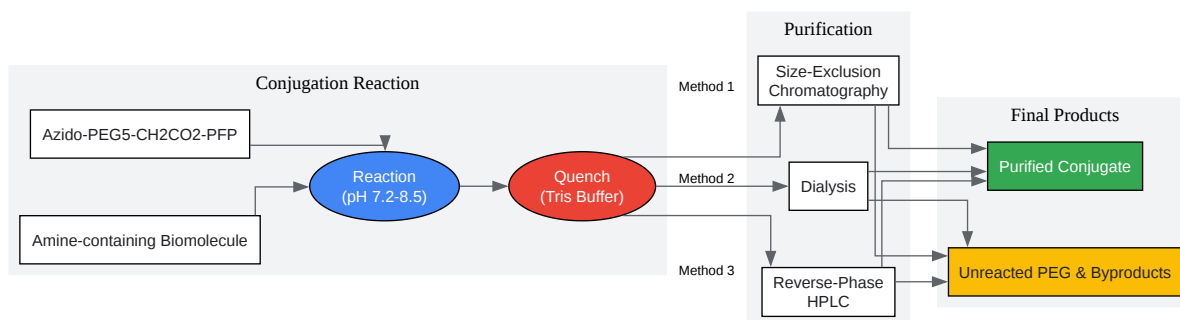 Conjugation Reaction
Azido-PEG5-CH2CO2-PFP
Amine-containing Biomolecule
Reaction
(pH 7.2-8.5)
Quench
(Tris Buffer)
Method 1
Method 2
Method 3
Purification
Size-Exclusion
Chromatography
Dialysis
Reverse-Phase
HPLC
Final Products
Purified Conjugate
Unreacted PEG & Byproducts